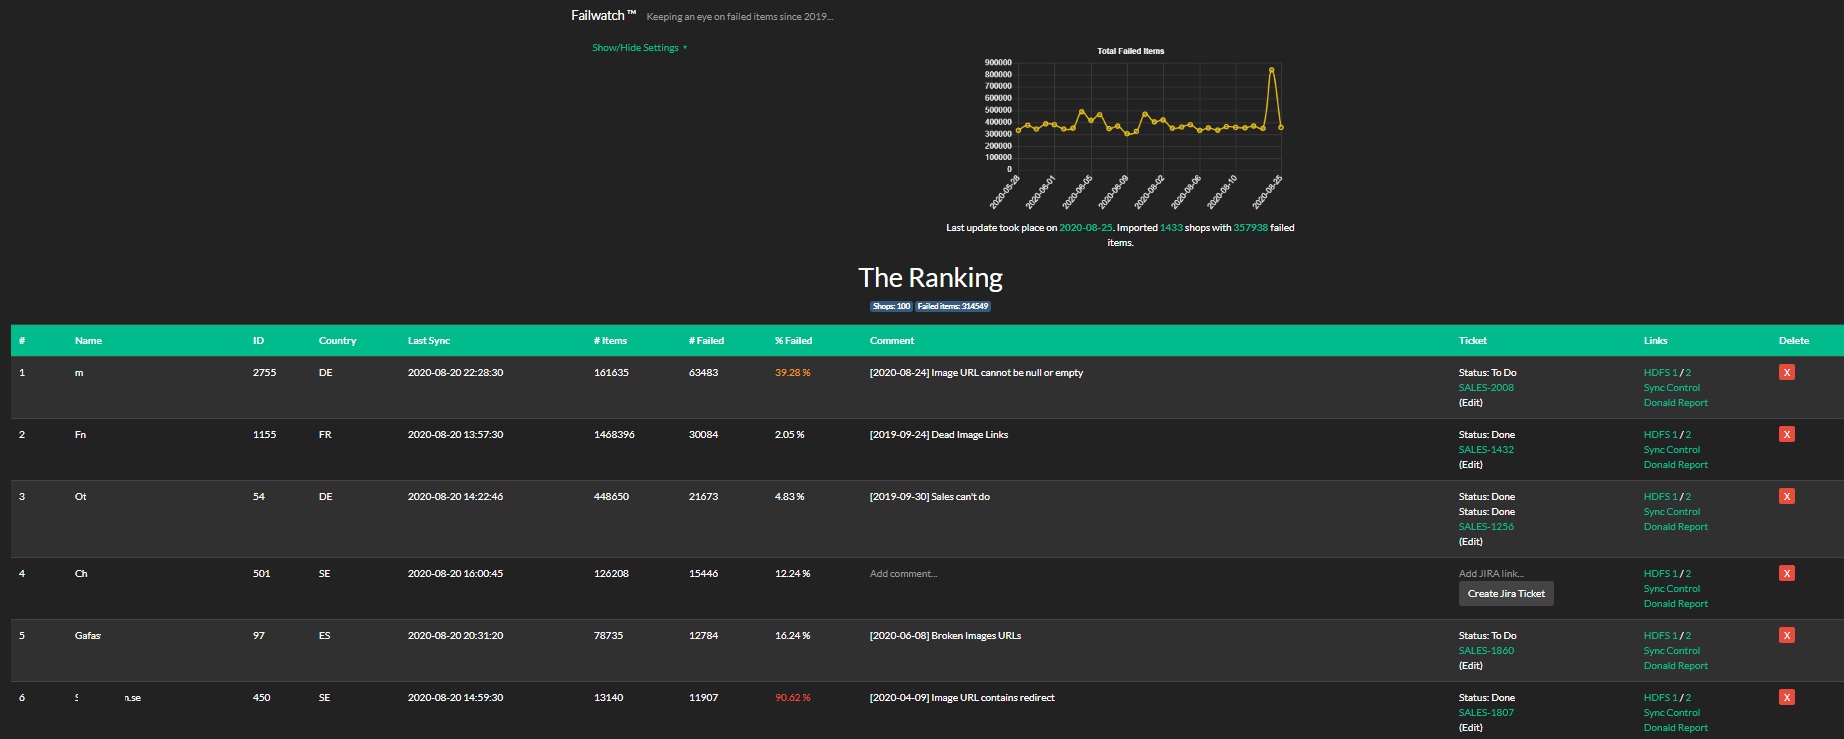 Failwatch™ Keeping an eye on failed items since 2019...
Show/Hide Settings
Total Failed Items
900000
800000
700000
600000
500000
400000
300000
200000
100000
0
2020-05-28 2020-06-01 2020-06-05 2020-06-09 2020-08-02 2020-08-06 2020-08-10 2020-08-25
Last update took place on 2020-08-25. Imported 1433 shops with 357938 failed
items.
The Ranking
Shops: 100 Failed items: 314549
# Name ID Country Last Sync # Items # Failed % Failed Comment Ticket Links Delete
1 m 2755 DE 2020-08-20 22:28:30 161635 63483 39.28 % [2020-08-24] Image URL cannot be null or empty Status: To Do HDFS 1 / 2 X
SALES-2008 Sync Control
(Edit) Donald Report
2 Fn 1155 FR 2020-08-20 13:57:30 1468396 30084 2.05 % [2019-09-24] Dead Image Links Status: Done HDFS 1 / 2 X
SALES-1432 Sync Control
(Edit) Donald Report
3 Ot 54 DE 2020-08-20 14:22:46 448650 21673 4.83 % [2019-09-30] Sales can't do Status: Done HDFS 1 / 2 X
Status: Done Sync Control
SALES-1256 Donald Report
(Edit)
4 Ch 501 SE 2020-08-20 16:00:45 126208 15446 12.24 % Add comment... Add JIRA link... HDFS 1 / 2 X
Create Jira Ticket Sync Control
Donald Report
5 Gafas 97 ES 2020-08-20 20:31:20 78735 12784 16.24 % [2020-06-08] Broken Images URLs Status: To Do HDFS 1 / 2 X
SALES-1860 Sync Control
(Edit) Donald Report
6 n.se 450 SE 2020-08-20 14:59:30 13140 11907 90.62 % [2020-04-09] Image URL contains redirect Status: Done HDFS 1 / 2 X
SALES-1807 Sync Control
(Edit) Donald Report